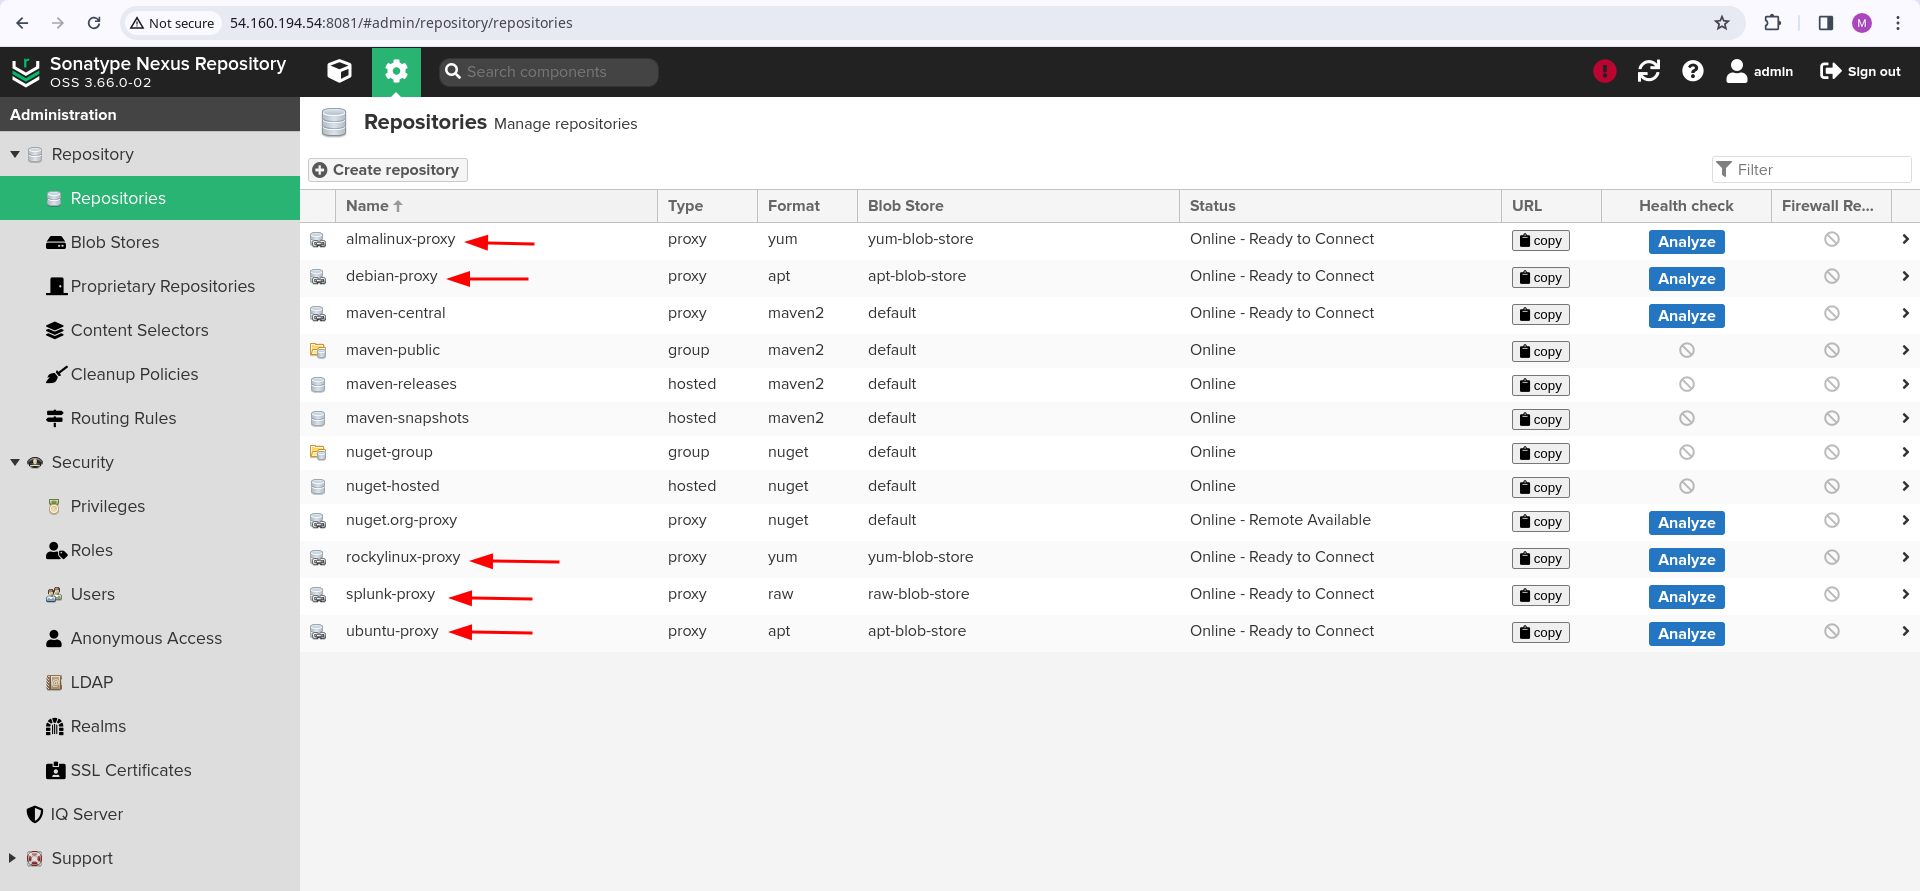 Not secure 54.160.194.54:8081/#admin/repository/repositories M
Sonatype Nexus Repository
OSS 3.66.0-02
Search components
admin Sign out
Administration
Repositories Manage repositories
Repository
Create repository Filter
Repositories
Name Type Format Blob Store Status URL Health check Firewall Re...
almalinux-proxy proxy yum yum-blob-store Online - Ready to Connect copy Analyze
Blob Stores
debian-proxy proxy apt apt-blob-store Online - Ready to Connect copy Analyze
Proprietary Repositories
maven-central proxy maven2 default Online - Ready to Connect copy Analyze
Content Selectors
maven-public group maven2 default Online copy
Cleanup Policies
maven-releases hosted maven2 default Online copy
Routing Rules
maven-snapshots hosted maven2 default Online copy
Security
nuget-group group nuget default Online copy
nuget-hosted hosted nuget default Online copy
Privileges
nuget.org-proxy proxy nuget default Online - Remote Available copy Analyze
Roles
rockylinux-proxy proxy yum yum-blob-store Online - Ready to Connect copy Analyze
Users
splunk-proxy proxy raw raw-blob-store Online - Ready to Connect copy Analyze
Anonymous Access
ubuntu-proxy proxy apt apt-blob-store Online - Ready to Connect copy Analyze
LDAP
Realms
SSL Certificates
IQ Server
Support